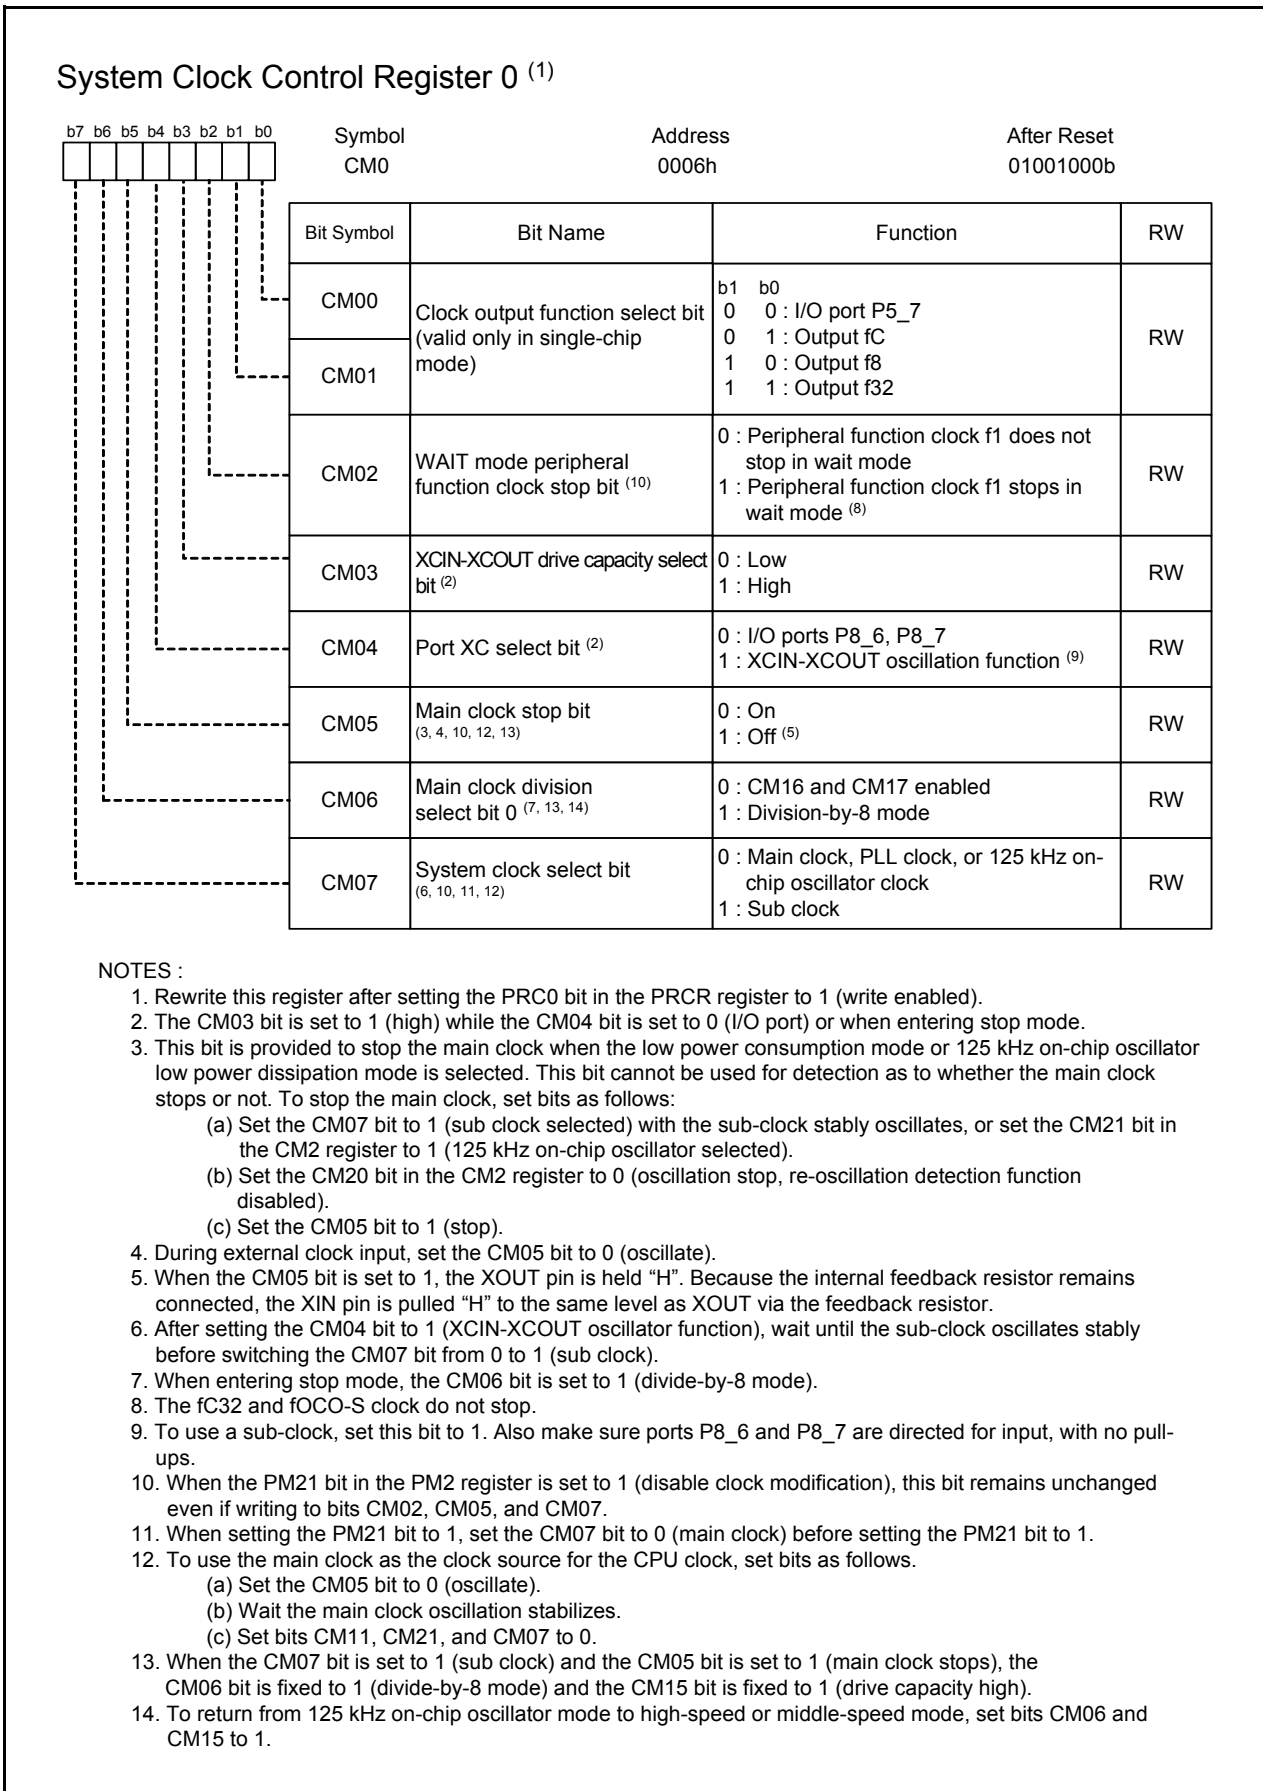 System Clock Control Register 0 (1)
b7 b6 b5 b4 b3 b2 b1 b0
Symbol Address After Reset
CM0 0006h 01001000b
Bit Symbol Bit Name Function RW
CM00
CM01
Clock output function select bit
(valid only in single-chip
mode)
b1 b0
0 0 : I/O port P5_7
0 1 : Output fC
1 0 : Output f8
1 1 : Output f32
RW
CM02
WAIT mode peripheral
function clock stop bit (10)
0 : Peripheral function clock f1 does not
stop in wait mode
1 : Peripheral function clock f1 stops in
wait mode (8)
RW
CM03
XCIN-XCOUT drive capacity select
bit (2)
0 : Low
1 : High
RW
CM04
Port XC select bit (2)
0 : I/O ports P8_6, P8_7
1 : XCIN-XCOUT oscillation function (9)
RW
CM05
Main clock stop bit
(3, 4, 10, 12, 13)
0 : On
1 : Off (5)
RW
CM06
Main clock division
select bit 0 (7, 13, 14)
0 : CM16 and CM17 enabled
1 : Division-by-8 mode
RW
CM07
System clock select bit
(6, 10, 11, 12)
0 : Main clock, PLL clock, or 125 kHz on-
chip oscillator clock
1 : Sub clock
RW
NOTES :
1. Rewrite this register after setting the PRC0 bit in the PRCR register to 1 (write enabled).
2. The CM03 bit is set to 1 (high) while the CM04 bit is set to 0 (I/O port) or when entering stop mode.
3. This bit is provided to stop the main clock when the low power consumption mode or 125 kHz on-chip oscillator
low power dissipation mode is selected. This bit cannot be used for detection as to whether the main clock
stops or not. To stop the main clock, set bits as follows:
(a) Set the CM07 bit to 1 (sub clock selected) with the sub-clock stably oscillates, or set the CM21 bit in
the CM2 register to 1 (125 kHz on-chip oscillator selected).
(b) Set the CM20 bit in the CM2 register to 0 (oscillation stop, re-oscillation detection function
disabled).
(c) Set the CM05 bit to 1 (stop).
4. During external clock input, set the CM05 bit to 0 (oscillate).
5. When the CM05 bit is set to 1, the XOUT pin is held “H”. Because the internal feedback resistor remains
connected, the XIN pin is pulled “H” to the same level as XOUT via the feedback resistor.
6. After setting the CM04 bit to 1 (XCIN-XCOUT oscillator function), wait until the sub-clock oscillates stably
before switching the CM07 bit from 0 to 1 (sub clock).
7. When entering stop mode, the CM06 bit is set to 1 (divide-by-8 mode).
8. The fC32 and fOCO-S clock do not stop.
9. To use a sub-clock, set this bit to 1. Also make sure ports P8_6 and P8_7 are directed for input, with no pull-
ups.
10. When the PM21 bit in the PM2 register is set to 1 (disable clock modification), this bit remains unchanged
even if writing to bits CM02, CM05, and CM07.
11. When setting the PM21 bit to 1, set the CM07 bit to 0 (main clock) before setting the PM21 bit to 1.
12. To use the main clock as the clock source for the CPU clock, set bits as follows.
(a) Set the CM05 bit to 0 (oscillate).
(b) Wait the main clock oscillation stabilizes.
(c) Set bits CM11, CM21, and CM07 to 0.
13. When the CM07 bit is set to 1 (sub clock) and the CM05 bit is set to 1 (main clock stops), the
CM06 bit is fixed to 1 (divide-by-8 mode) and the CM15 bit is fixed to 1 (drive capacity high).
14. To return from 125 kHz on-chip oscillator mode to high-speed or middle-speed mode, set bits CM06 and
CM15 to 1.